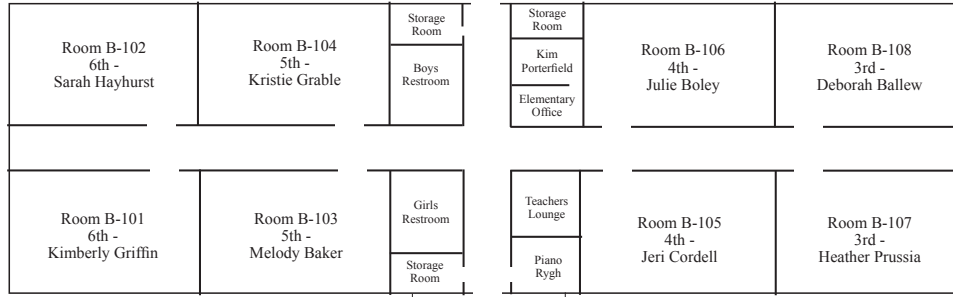 Room B-102
6th -
Sarah Hayhurst
Room B-104
5th -
Kristie Grable
Storage
Room
Boys
Restroom
Storage
Room
Kim
Porterfield
Elementary
Office
Room B-106
4th -
Julie Boley
Room B-108
3rd -
Deborah Ballew
Room B-101
6th -
Kimberly Griffin
Room B-103
5th -
Melody Baker
Girls
Restroom
Storage
Room
Teachers
Lounge
Piano
Rygh
Room B-105
4th -
Jeri Cordell
Room B-107
3rd -
Heather Prussia